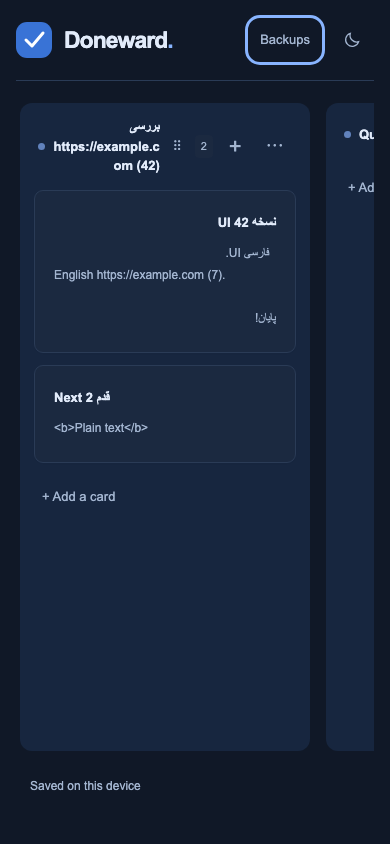 Doneward.
Backups
بررسی
https://example.c
om (42)
2
نسخه UI 42
فارسی UI.
English https://example.com (7).
پایان!
Next 2 قدم
<b>Plain text</b>
+ Add a card
Qu
+ Ad
Saved on this device